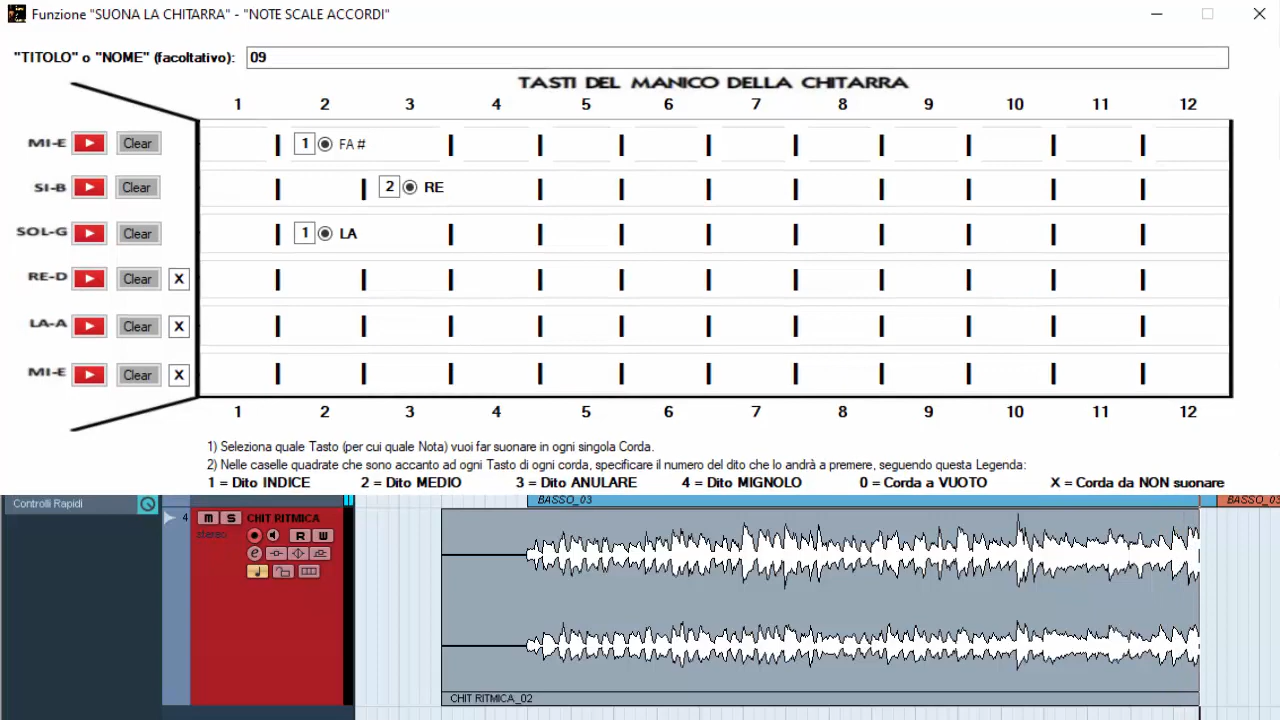 Funzione "SUONA LA CHITARRA" - "NOTE SCALE ACCORDI"
"TITOLO" o "NOME" (facoltativo): 09
TASTI DEL MANICO DELLA CHITARRA
1 2 3 4 5 6 7 8 9 10 11 12
MI-E Clear 1 FA #
SI-B Clear 2 RE
SOL-G Clear 1 LA
RE-D Clear X
LA-A Clear X
MI-E Clear X
1 2 3 4 5 6 7 8 9 10 11 12
1) Seleziona quale Tasto (per cui quale Nota) vuoi far suonare in ogni singola Corda.
2) Nelle caselle quadrate che sono accanto ad ogni Tasto di ogni corda, specificare il numero del dito che lo andrà a premere, seguendo questa Legenda:
1 = Dito INDICE 2 = Dito MEDIO 3 = Dito ANULARE 4 = Dito MIGNOLO 0 = Corda a VUOTO X = Corda da NON suonare
Controlli Rapidi
BASSO_03 BASSO_03
4 m S CHIT RITMICA
stereo R W
e
CHIT RITMICA_02